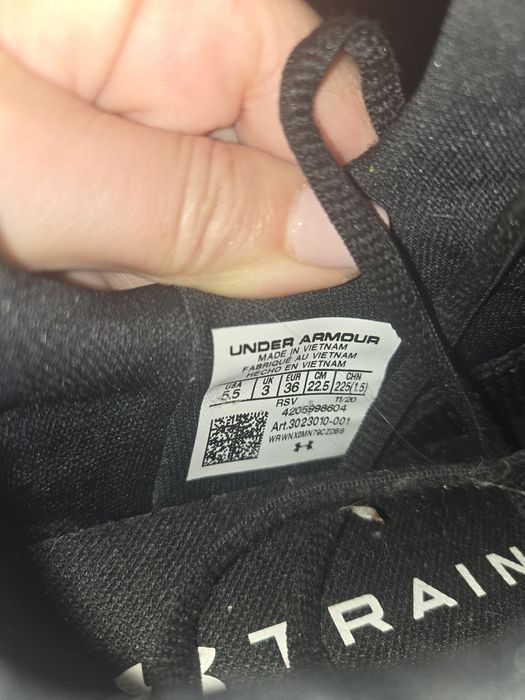 UNDER ARMOUR
MADE IN VIETNAM
FABRIQUÉ AU VIETNAM
HECHO EN VIETNAM
USA UK EUR CM CHN
5.5 3 36 22.5 225(1.5)
RSV 11/20
4205998604
Art.3023010-001
WRWNX0MN79CZDBB
TRAIN